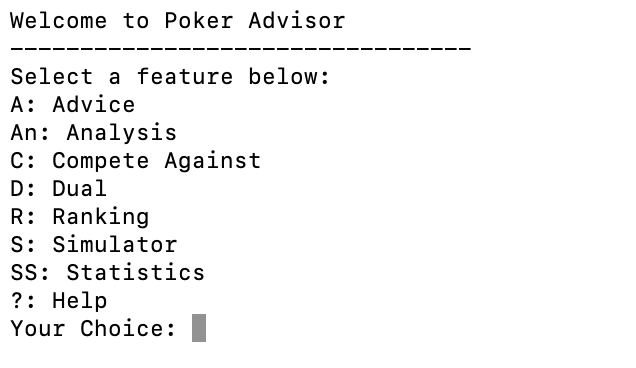 Welcome to Poker Advisor
---------------------------------
Select a feature below:
A: Advice
An: Analysis
C: Compete Against
D: Dual
R: Ranking
S: Simulator
SS: Statistics
?: Help
Your Choice: